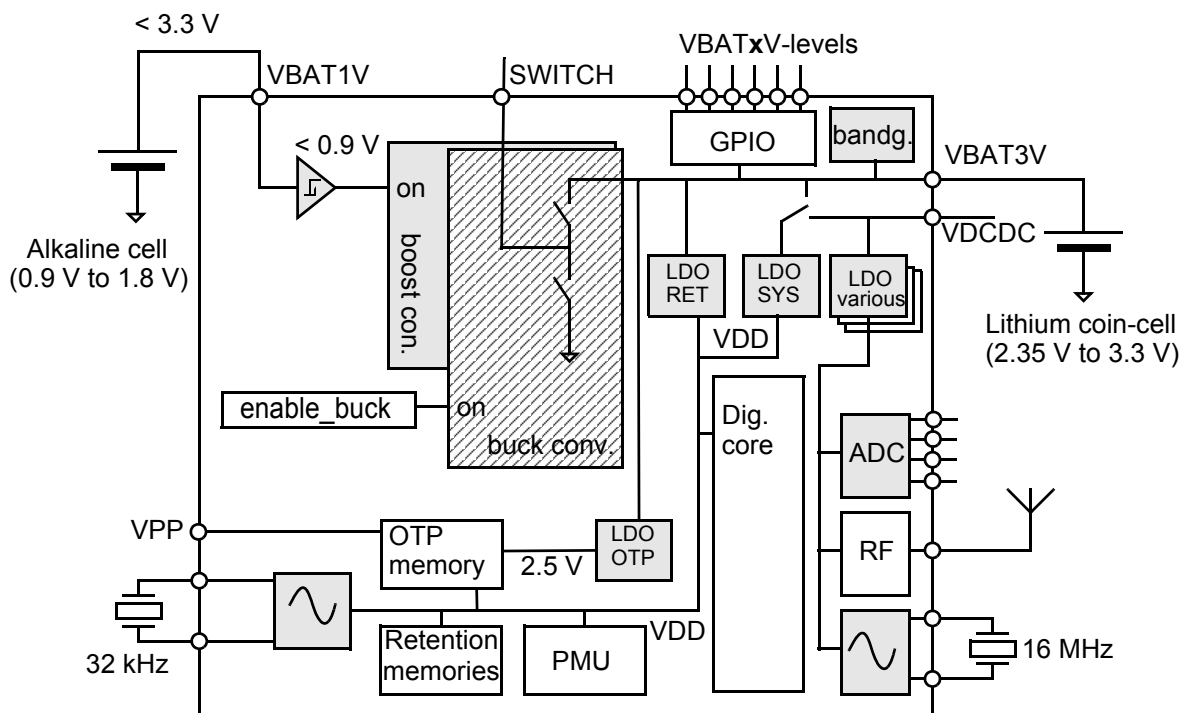 < 3.3 V
VBAT1V
SWITCH
VBATxV-levels
GPIO
bandg.
VBAT3V
< 0.9 V
on
boost con.
Alkaline cell
(0.9 V to 1.8 V)
LDO
RET
LDO
SYS
LDO
various
VDCDC
VDD
Lithium coin-cell
(2.35 V to 3.3 V)
enable_buck
on
buck conv.
Dig.
core
ADC
VPP
OTP
memory
2.5 V
LDO
OTP
RF
32 kHz
Retention
memories
PMU
VDD
16 MHz